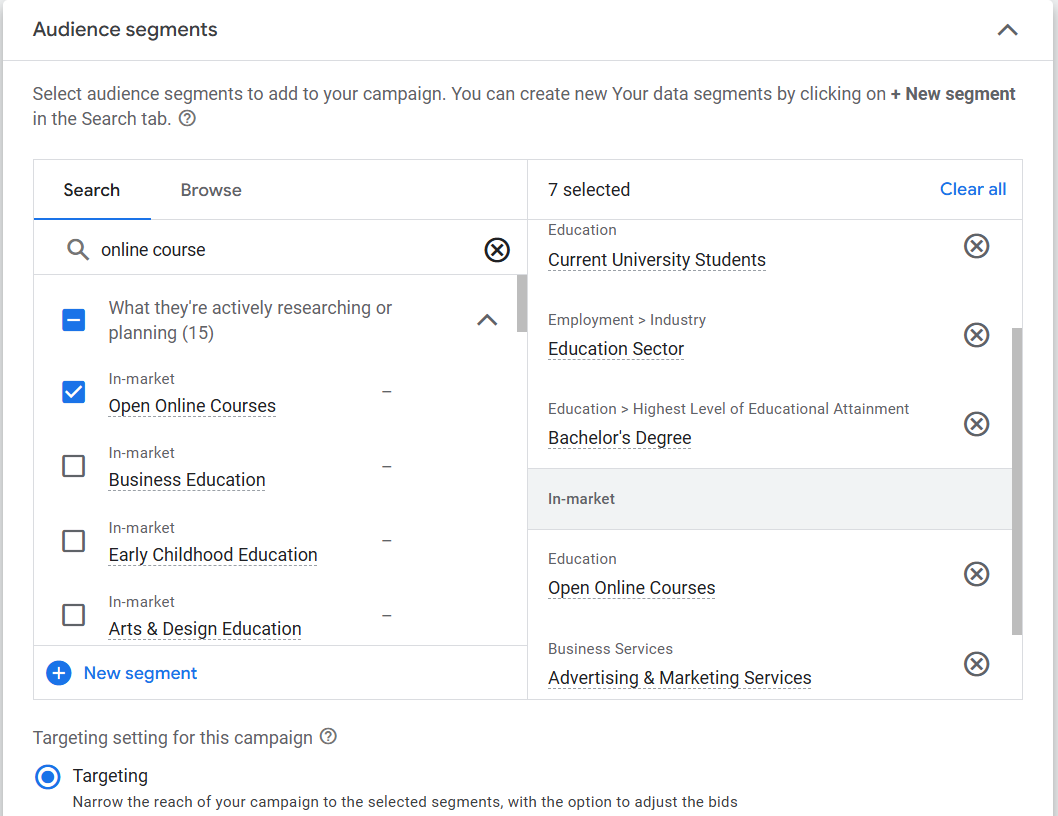 Audience segments
Select audience segments to add to your campaign. You can create new Your data segments by clicking on + New segment
in the Search tab.
Search
Browse
online course
What they're actively researching or
planning (15)
In-market
Open Online Courses
–
In-market
Business Education
–
In-market
Early Childhood Education
–
In-market
Arts & Design Education
–
New segment
7 selected
Clear all
Education
Current University Students
Employment > Industry
Education Sector
Education > Highest Level of Educational Attainment
Bachelor's Degree
In-market
Education
Open Online Courses
Business Services
Advertising & Marketing Services
Targeting setting for this campaign
Targeting
Narrow the reach of your campaign to the selected segments, with the option to adjust the bids